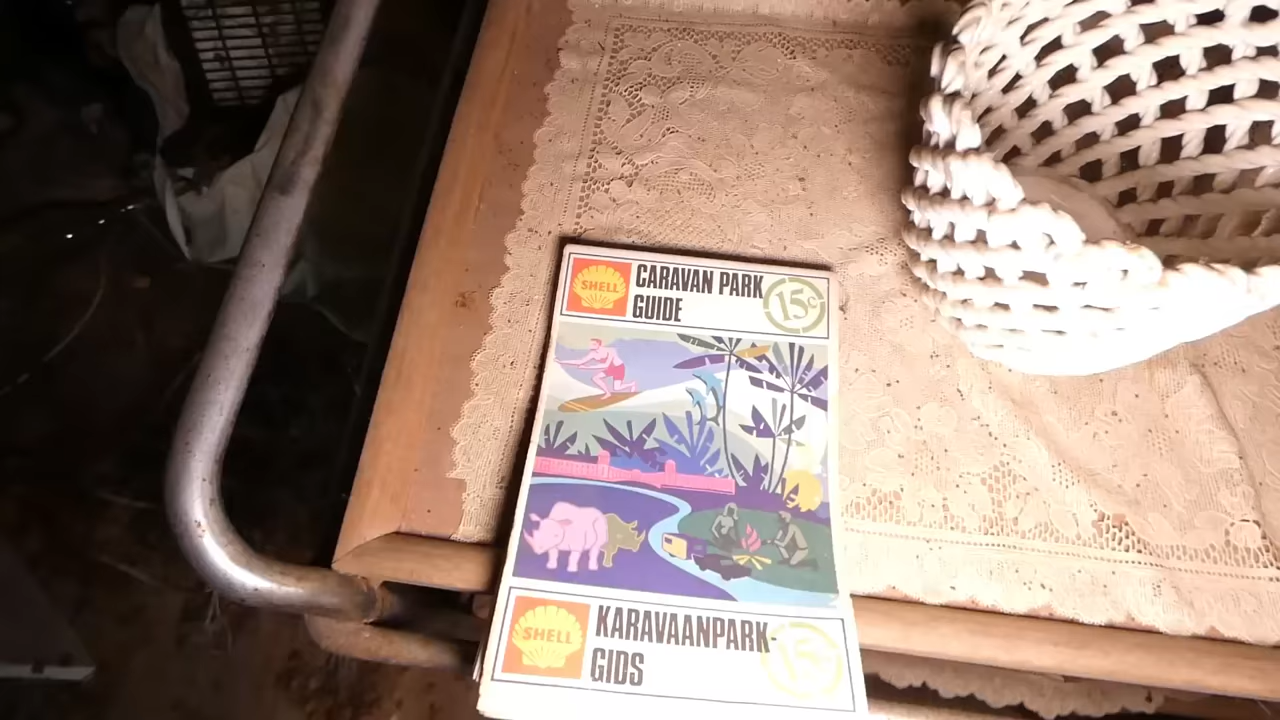 SHELL
CARAVAN PARK
GUIDE
15c
SHELL
KARAVAANPARK-
GIDS
15c